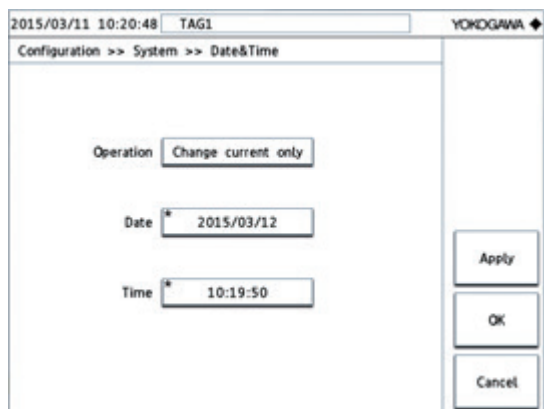 2015/03/11 10:20:48 TAG1 YOKOGAWA
Configuration >> System >> Date&Time
Operation Change current only
Date * 2015/03/12
Time * 10:19:50
Apply
OK
Cancel